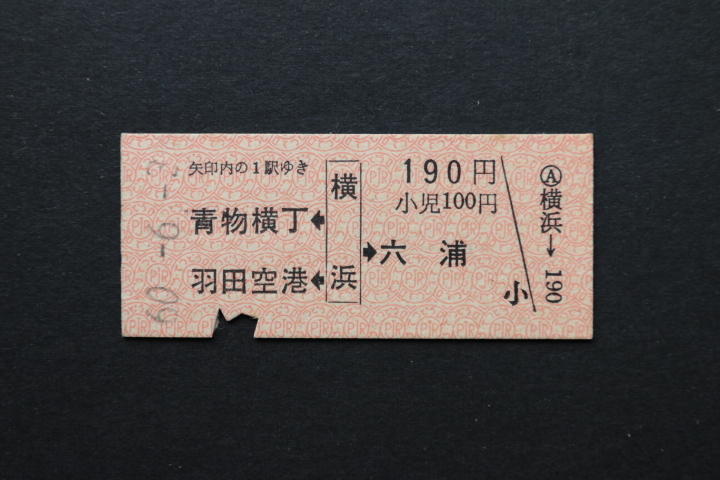 60.-6.-2
矢印内の1駅ゆき
青物横丁←
羽田空港←
横浜
→六浦
190円
小児100円
小
Ⓐ横浜→190